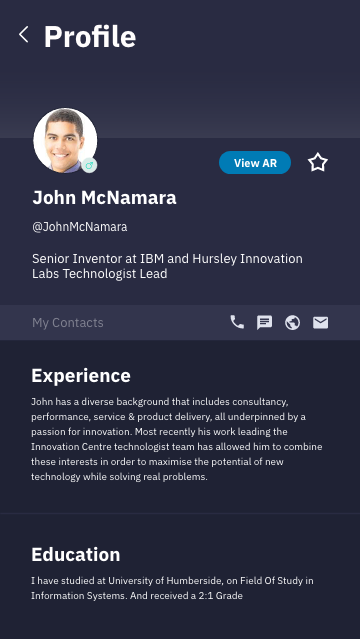 Profile
View AR
John McNamara
@JohnMcNamara
Senior Inventor at IBM and Hursley Innovation
Labs Technologist Lead
My Contacts
Experience
John has a diverse background that includes consultancy,
performance, service & product delivery, all underpinned by a
passion for innovation. Most recently his work leading the
Innovation Centre technologist team has allowed him to combine
these interests in order to maximise the potential of new
technology while solving real problems.
Education
I have studied at University of Humberside, on Field Of Study in
Information Systems. And received a 2:1 Grade